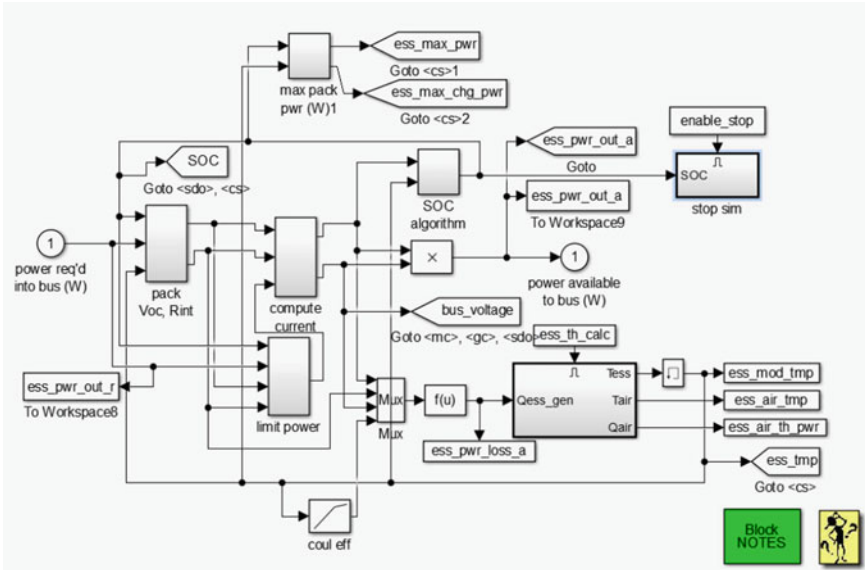 ess_max_pwr
Goto <cs>1
ess_max_chg_pwr
Goto <cs>2
max pack
pwr (W)1
enable_stop
SOC
stop sim
ess_pwr_out_a
Goto
ess_pwr_out_a
To Workspace9
SOC
Goto <sdo>, <cs>
SOC
algorithm
1
power req'd
into bus (W)
pack
Voc, Rint
compute
current
×
1
power available
to bus (W)
bus_voltage
Goto <mc>, <gc>, <sdo>
ess_th_calc
ess_pwr_out_r
To Workspace8
limit power
Mux
Mux
f(u)
ess_pwr_loss_a
Qess_gen
Tess
Tair
Qair
ess_mod_tmp
ess_air_tmp
ess_air_th_pwr
ess_tmp
Goto <cs>
coul eff
Block
NOTES
? ?